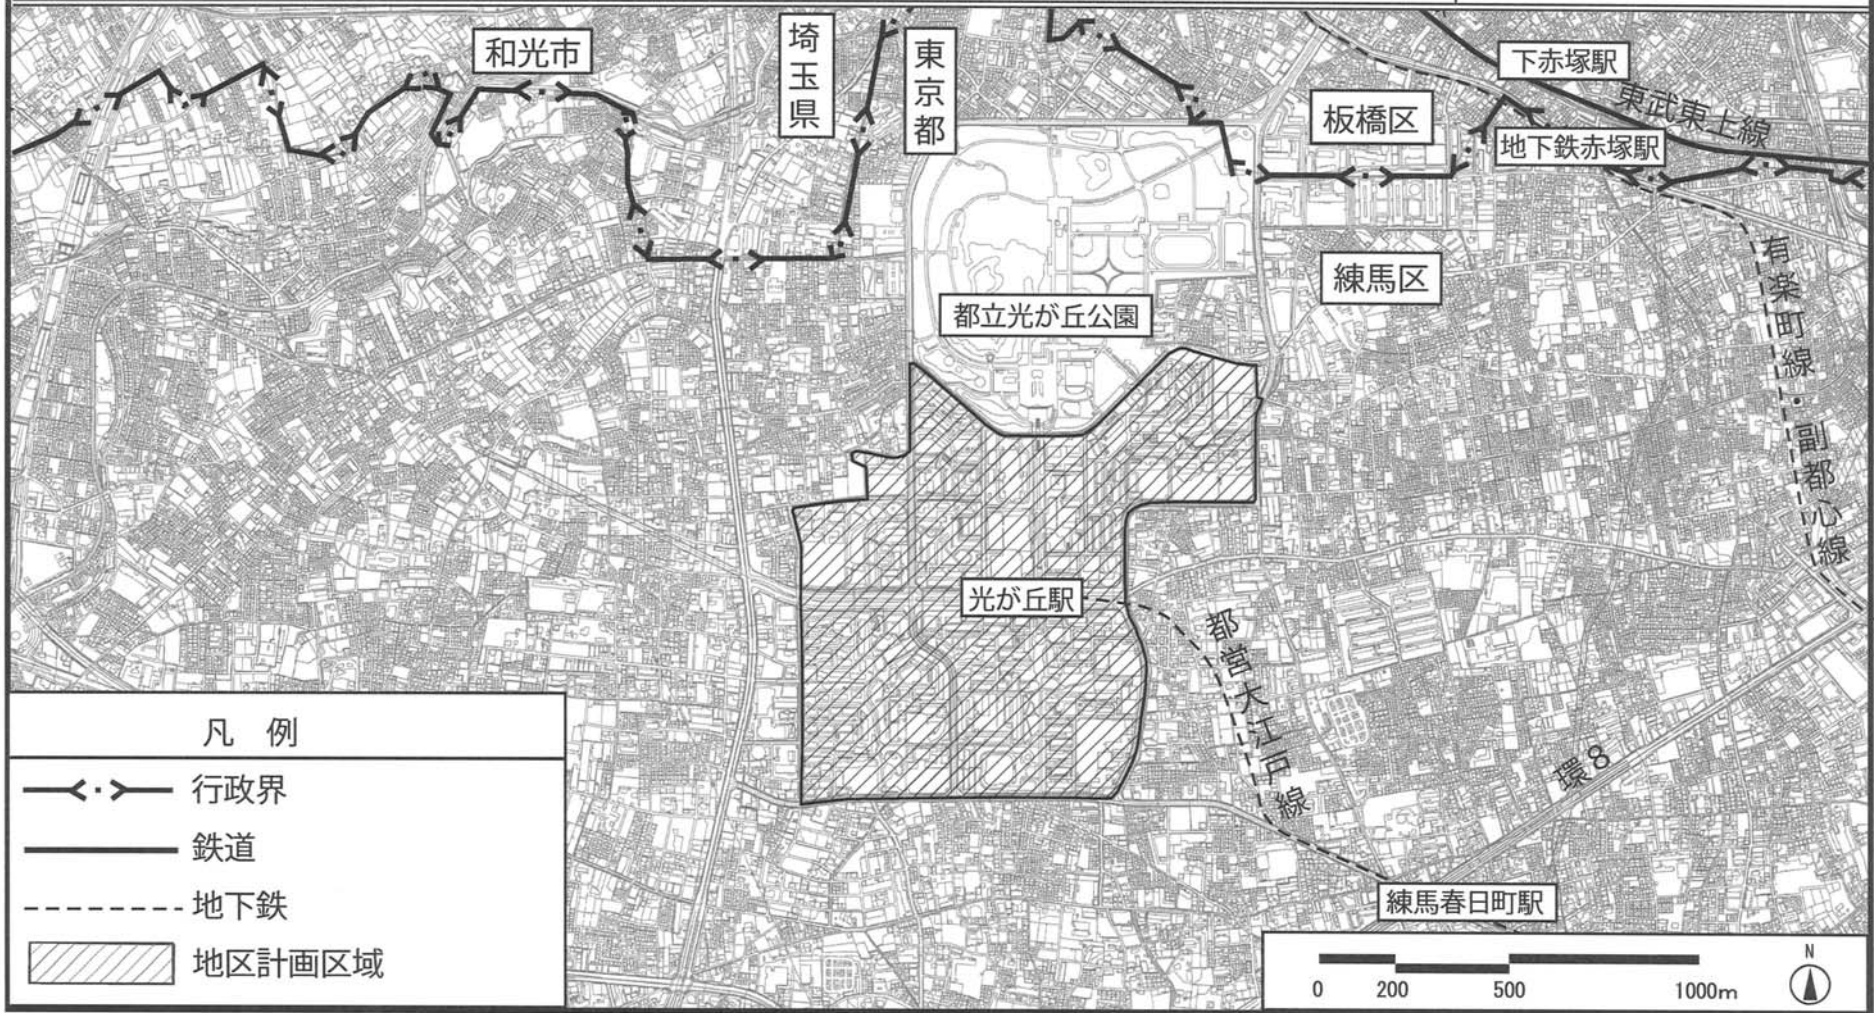 和光市
埼玉県
東京都
下赤塚駅
東武東上線
板橋区
地下鉄赤塚駅
練馬区
有楽町線・副都心線
都立光が丘公園
光が丘駅
都営大江戸線
環8
練馬春日町駅
凡 例
行政界
鉄道
地下鉄
地区計画区域
N
0 200 500 1000m